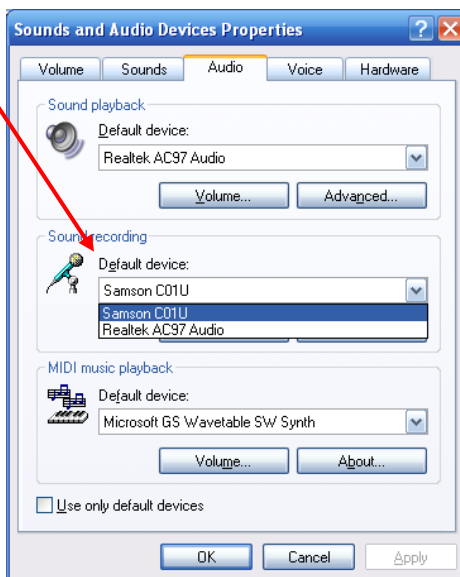 Sounds and Audio Devices Properties
Volume Sounds Audio Voice Hardware
Sound playback
Default device:
Realtek AC97 Audio
Volume... Advanced...
Sound recording
Default device:
Samson C01U
Samson C01U
Realtek AC97 Audio
MIDI music playback
Default device:
Microsoft GS Wavetable SW Synth
Volume... About...
Use only default devices
OK Cancel Apply